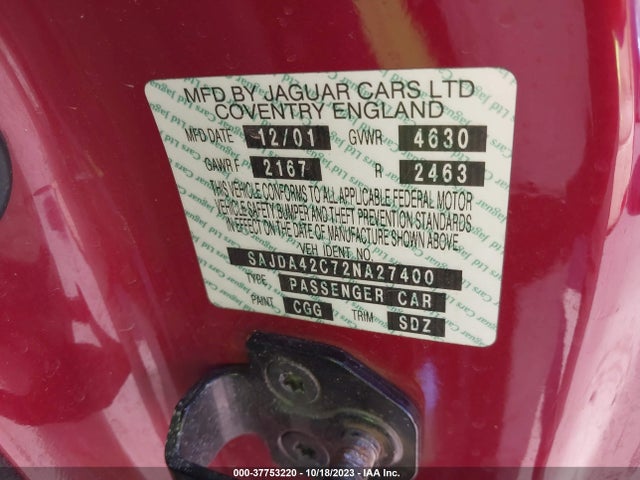 MFD BY JAGUAR CARS LTD
COVENTRY ENGLAND
MFD DATE 12/01 GVWR 4630
GAWR F 2167 R 2463
THIS VEHICLE CONFORMS TO ALL APPLICABLE FEDERAL MOTOR
VEHICLE SAFETY BUMPER AND THEFT PREVENTION STANDARDS
IN EFFECT ON THE DATE OF MANUFACTURE SHOWN ABOVE.
VEH IDENT NO.
SAJDA42C72NA27400
TYPE PASSENGER CAR
PAINT CGG TRIM SDZ
000-37753220 | 10/18/2023 | IAA Inc.